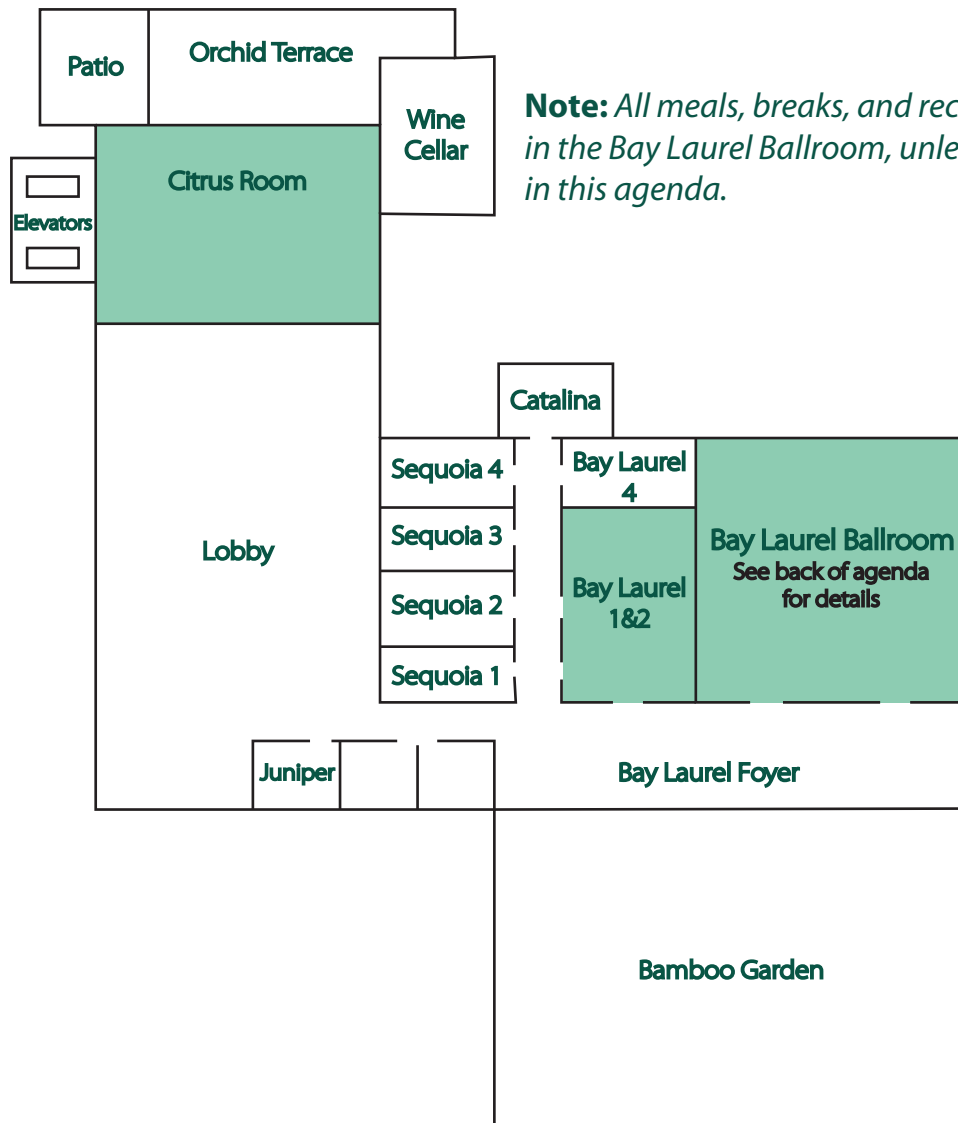 Patio
Orchid Terrace
Wine
Cellar
Note: All meals, breaks, and rec
in the Bay Laurel Ballroom, unle
in this agenda.
Citrus Room
Elevators
Catalina
Sequoia 4
Bay Laurel
4
Sequoia 3
Lobby
Bay Laurel Ballroom
See back of agenda
for details
Sequoia 2
Bay Laurel
1&2
Sequoia 1
Juniper
Bay Laurel Foyer
Bamboo Garden